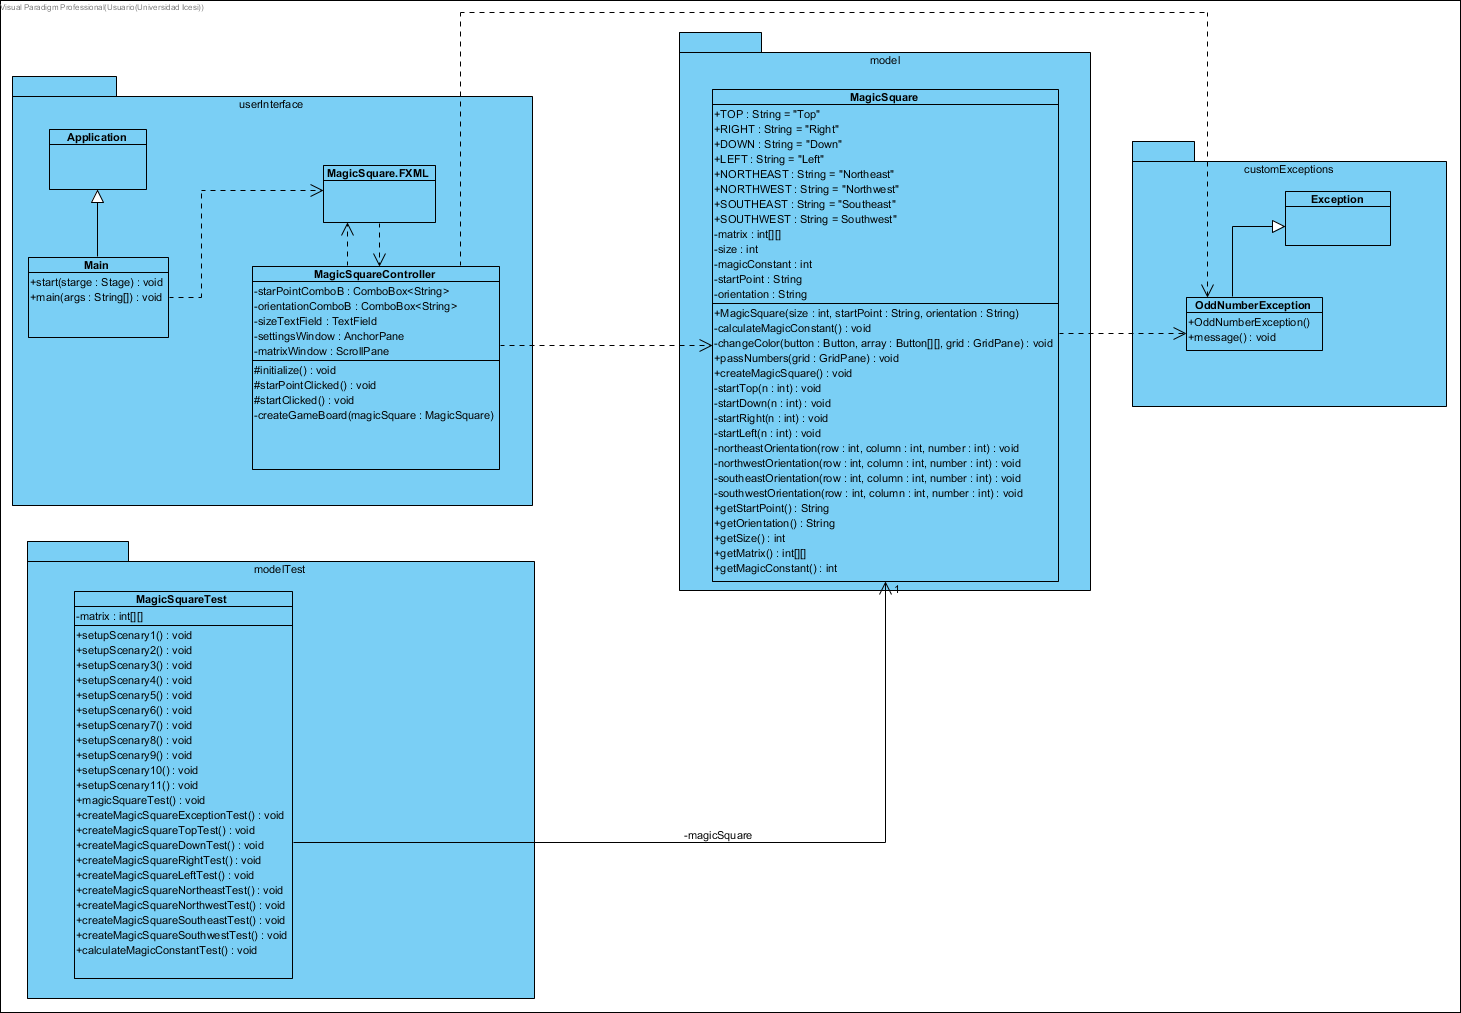 Visual Paradigm Professional(Usuario(Universidad Icesi))
userInterface
Application
MagicSquare.FXML
Main
+start(starge : Stage) : void
+main(args : String[]) : void
MagicSquareController
-starPointComboB : ComboBox<String>
-orientationComboB : ComboBox<String>
-sizeTextField : TextField
-settingsWindow : AnchorPane
-matrixWindow : ScrollPane
#initialize() : void
#starPointClicked() : void
#startClicked() : void
-createGameBoard(magicSquare : MagicSquare)
model
MagicSquare
+TOP : String = "Top"
+RIGHT : String = "Right"
+DOWN : String = "Down"
+LEFT : String = "Left"
+NORTHEAST : String = "Northeast"
+NORTHWEST : String = "Northwest"
+SOUTHEAST : String = "Southeast"
+SOUTHWEST : String = Southwest"
-matrix : int[][]
-size : int
-magicConstant : int
-startPoint : String
-orientation : String
+MagicSquare(size : int, startPoint : String, orientation : String)
-calculateMagicConstant() : void
-changeColor(button : Button, array : Button[][], grid : GridPane) : void
+passNumbers(grid : GridPane) : void
+createMagicSquare() : void
-startTop(n : int) : void
-startDown(n : int) : void
-startRight(n : int) : void
-startLeft(n : int) : void
-northeastOrientation(row : int, column : int, number : int) : void
-northwestOrientation(row : int, column : int, number : int) : void
-southeastOrientation(row : int, column : int, number : int) : void
-southwestOrientation(row : int, column : int, number : int) : void
+getStartPoint() : String
+getOrientation() : String
+getSize() : int
+getMatrix() : int[][]
+getMagicConstant() : int
1
customExceptions
Exception
OddNumberException
+OddNumberException()
+message() : void
modelTest
MagicSquareTest
-matrix : int[][]
+setupScenary1() : void
+setupScenary2() : void
+setupScenary3() : void
+setupScenary4() : void
+setupScenary5() : void
+setupScenary6() : void
+setupScenary7() : void
+setupScenary8() : void
+setupScenary9() : void
+setupScenary10() : void
+setupScenary11() : void
+magicSquareTest() : void
+createMagicSquareExceptionTest() : void
+createMagicSquareTopTest() : void
+createMagicSquareDownTest() : void
+createMagicSquareRightTest() : void
+createMagicSquareLeftTest() : void
+createMagicSquareNortheastTest() : void
+createMagicSquareNorthwestTest() : void
+createMagicSquareSoutheastTest() : void
+createMagicSquareSouthwestTest() : void
+calculateMagicConstantTest() : void
-magicSquare